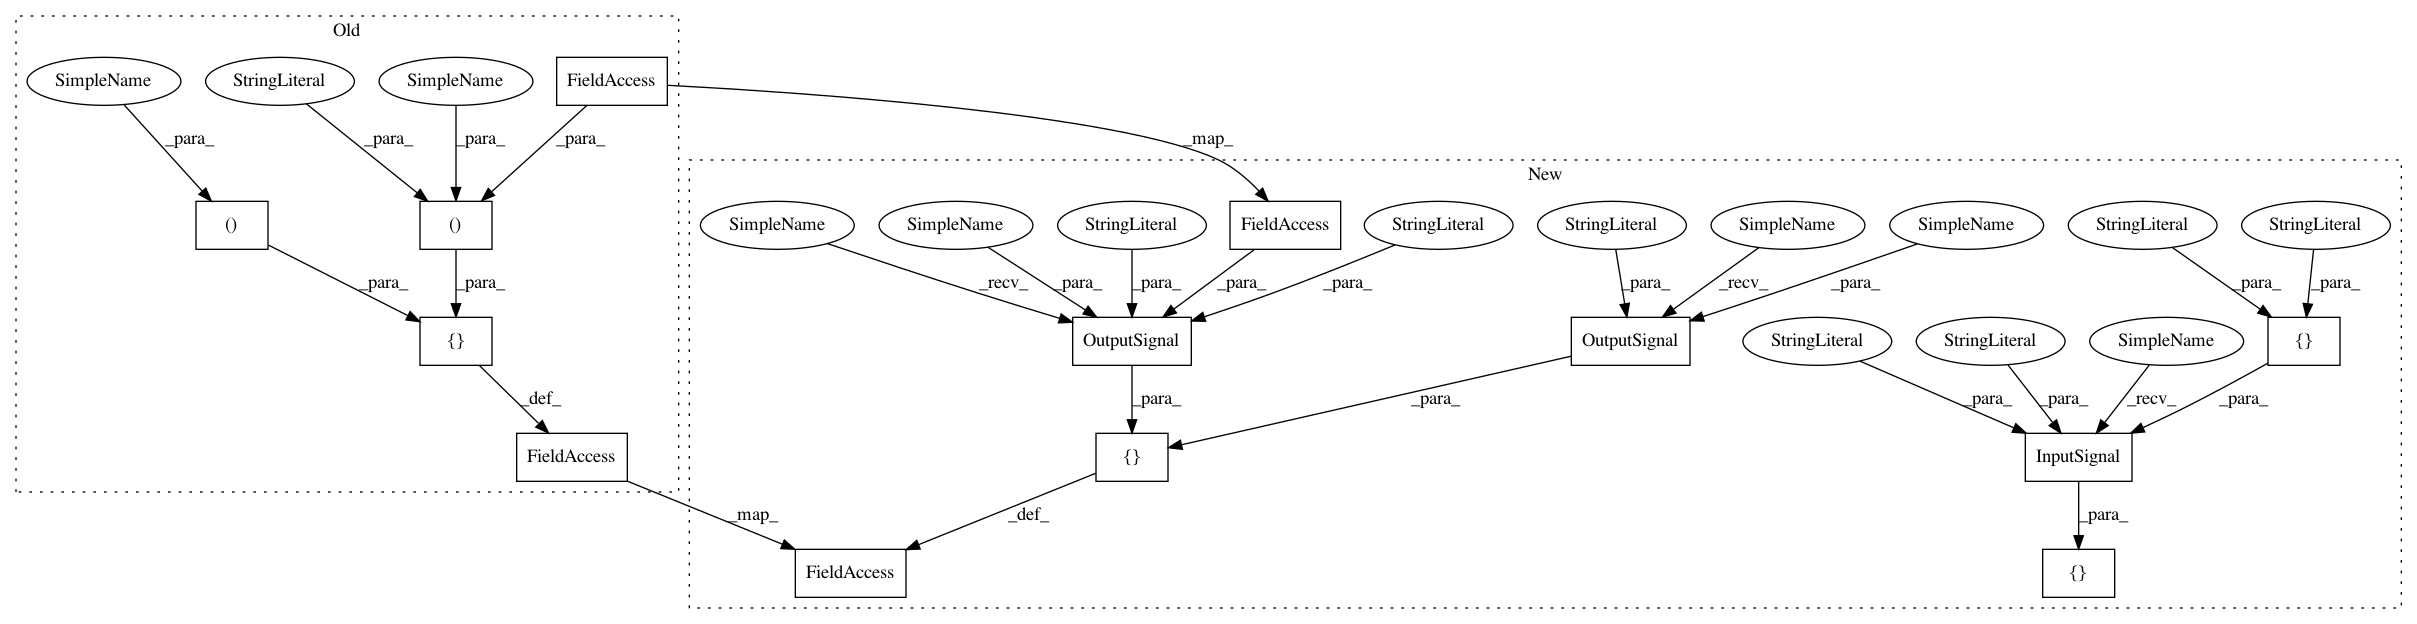 Old
SimpleName
StringLiteral
SimpleName
FieldAccess
_para_
_para_
_para_
_para_
_map_
New
()
()
SimpleName
SimpleName
StringLiteral
FieldAccess
StringLiteral
StringLiteral
SimpleName
SimpleName
StringLiteral
StringLiteral
_para_
_para_
_recv_
_para_
_para_
_para_
_para_
_para_
_recv_
_para_
_para_
_para_
{}
OutputSignal
OutputSignal
StringLiteral
StringLiteral
SimpleName
{}
_def_
_para_
_para_
_para_
_para_
_recv_
_para_
FieldAccess
{}
InputSignal
_map_
_def_
_para_
FieldAccess
{}